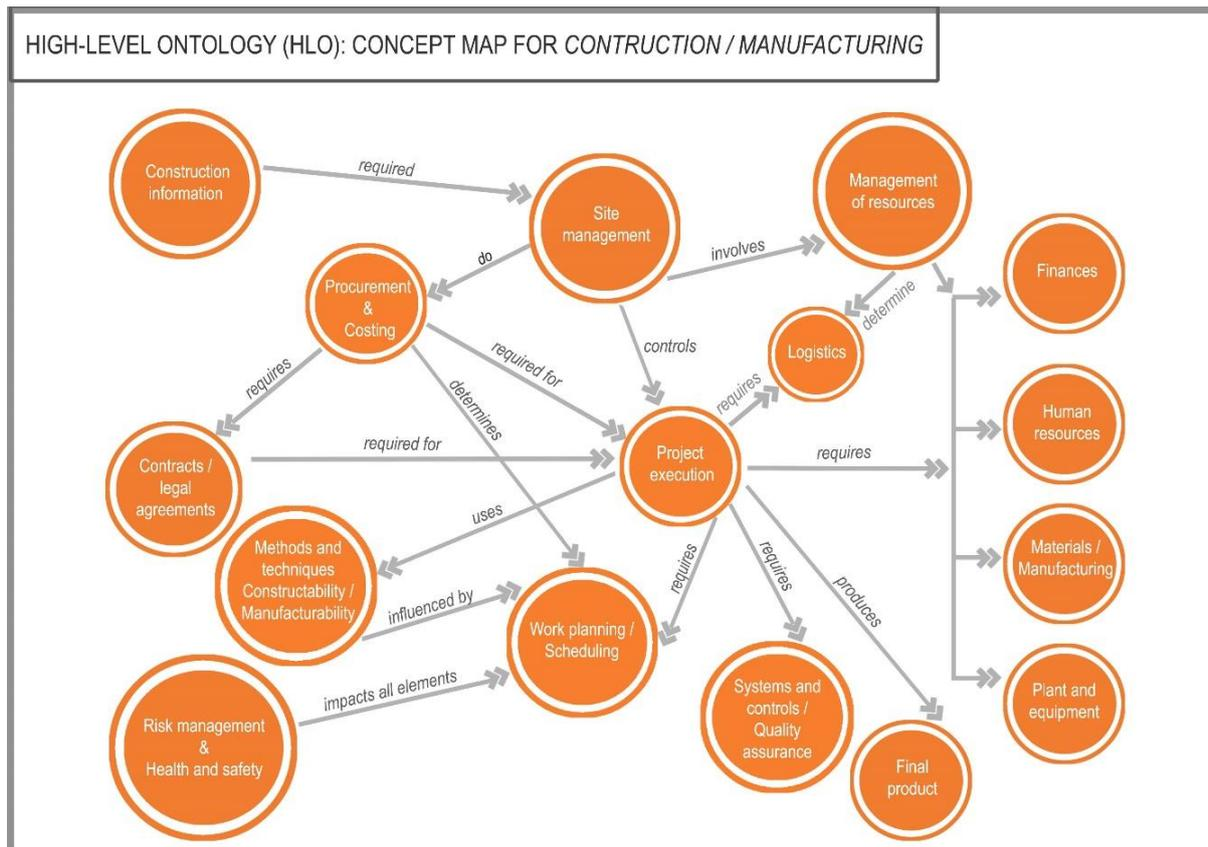 HIGH-LEVEL ONTOLOGY (HLO): CONCEPT MAP FOR CONTRUCTION / MANUFACTURING
Construction
information
required
Site
management
Management
of resources
involves
do
Procurement
&
Costing
Finances
determine
Logistics
controls
required for
requires
determines
requires
Human
resources
Contracts /
legal
agreements
required for
Project
execution
requires
uses
Methods and
techniques
Constructability /
Manufacturability
influenced by
Work planning /
Scheduling
requires
requires
produces
Materials /
Manufacturing
Risk management
&
Health and safety
impacts all elements
Systems and
controls /
Quality
assurance
Final
product
Plant and
equipment